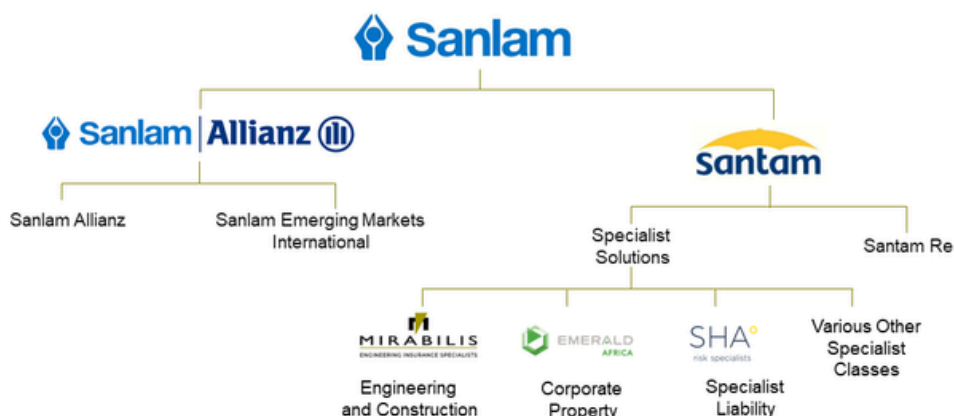 Sanlam
Sanlam Allianz
santam
Sanlam Allianz
Sanlam Emerging Markets
International
Specialist
Solutions
Santam Re
MIRABILIS
ENGINEERING INSURANCE SPECIALISTS
EMERALD
AFRICA
SHA
risk specialists
Various Other
Specialist
Classes
Engineering
and Construction
Corporate
Property
Specialist
Liability